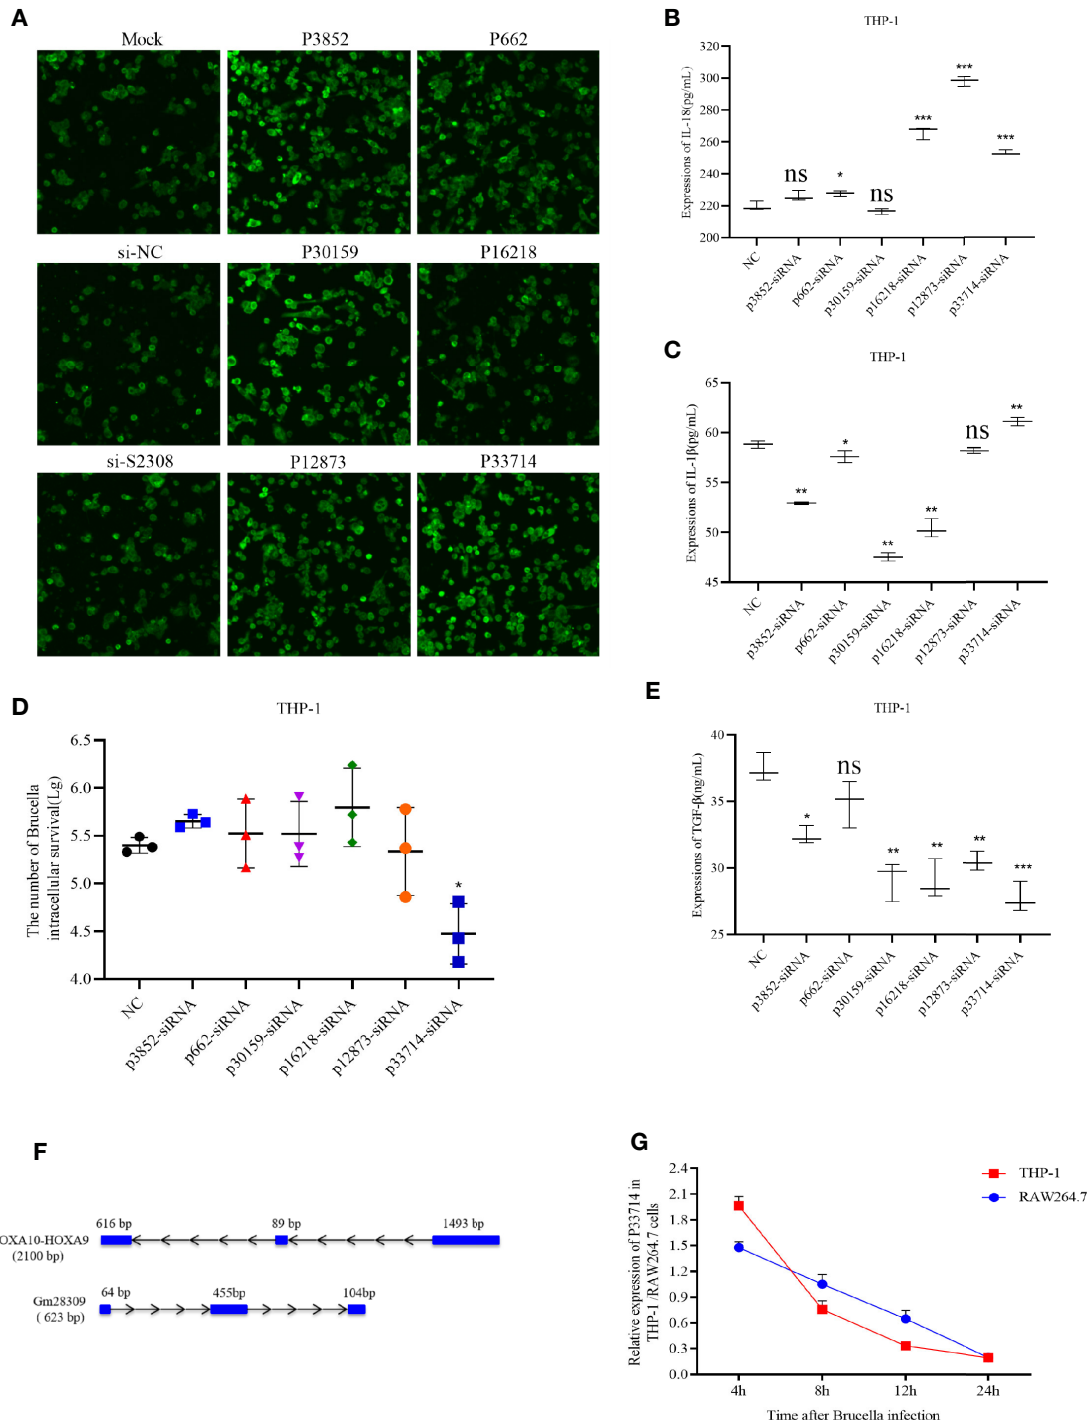 A
Mock
P3852
P662
si-NC
P30159
P16218
si-S2308
P12873
P33714
B
THP-1
Expressions of IL-18(pg/mL)
320
300
280
260
240
220
200
ns
*
ns
***
***
***
NC
p3852-siRNA
p662-siRNA
p30159-siRNA
p16218-siRNA
p12873-siRNA
p33714-siRNA
C
THP-1
Expressions of IL-1β(pg/mL)
65
60
55
50
45
**
*
**
**
ns
**
NC
p3852-siRNA
p662-siRNA
p30159-siRNA
p16218-siRNA
p12873-siRNA
p33714-siRNA
D
THP-1
The number of Brucella
intracellular survival(Lg)
6.5
6.0
5.5
5.0
4.5
4.0
*
NC
p3852-siRNA
p662-siRNA
p30159-siRNA
p16218-siRNA
p12873-siRNA
p33714-siRNA
E
THP-1
Expressions of TGF-β(ng/mL)
40
35
30
25
*
ns
**
**
**
***
NC
p3852-siRNA
p662-siRNA
p30159-siRNA
p16218-siRNA
p12873-siRNA
p33714-siRNA
F
616 bp
89 bp
1493 bp
OXA10-HOXA9
(2100 bp)
64 bp
455bp
104bp
Gm28309
( 623 bp)
G
Relative expression of P33714 in
THP-1 /RAW264.7 cells
2.4
2.1
1.8
1.5
1.2
0.9
0.6
0.3
0.0
4h
8h
12h
24h
Time after Brucella infection
THP-1
RAW264.7